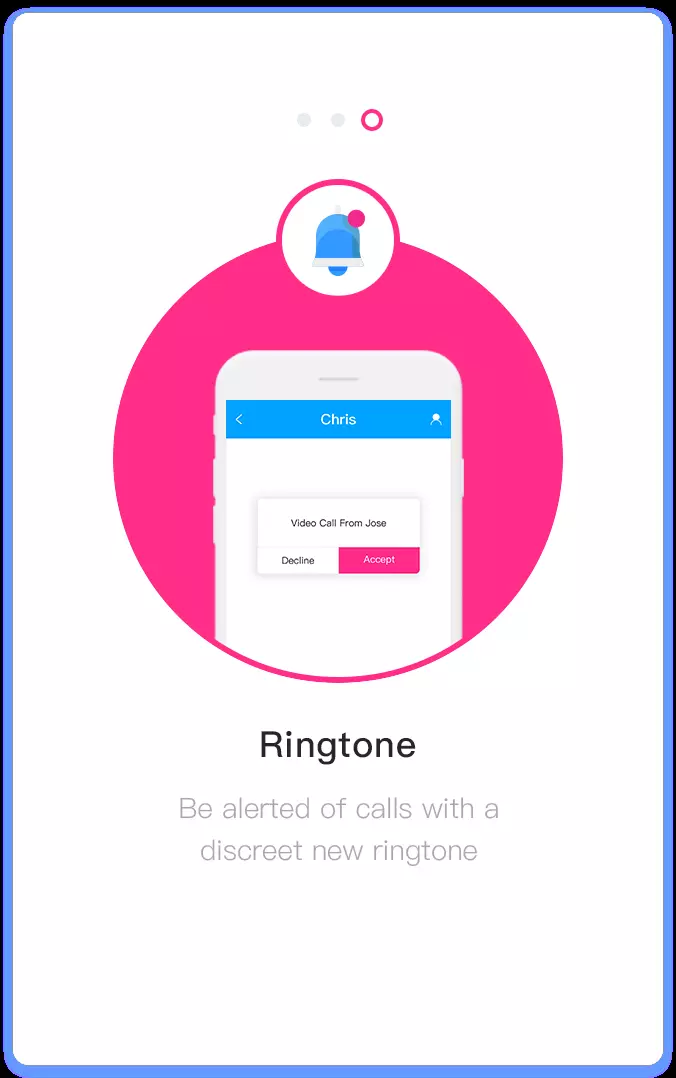 Chris
Video Call From Jose
Decline
Accept
Ringtone
Be alerted of calls with a
discreet new ringtone